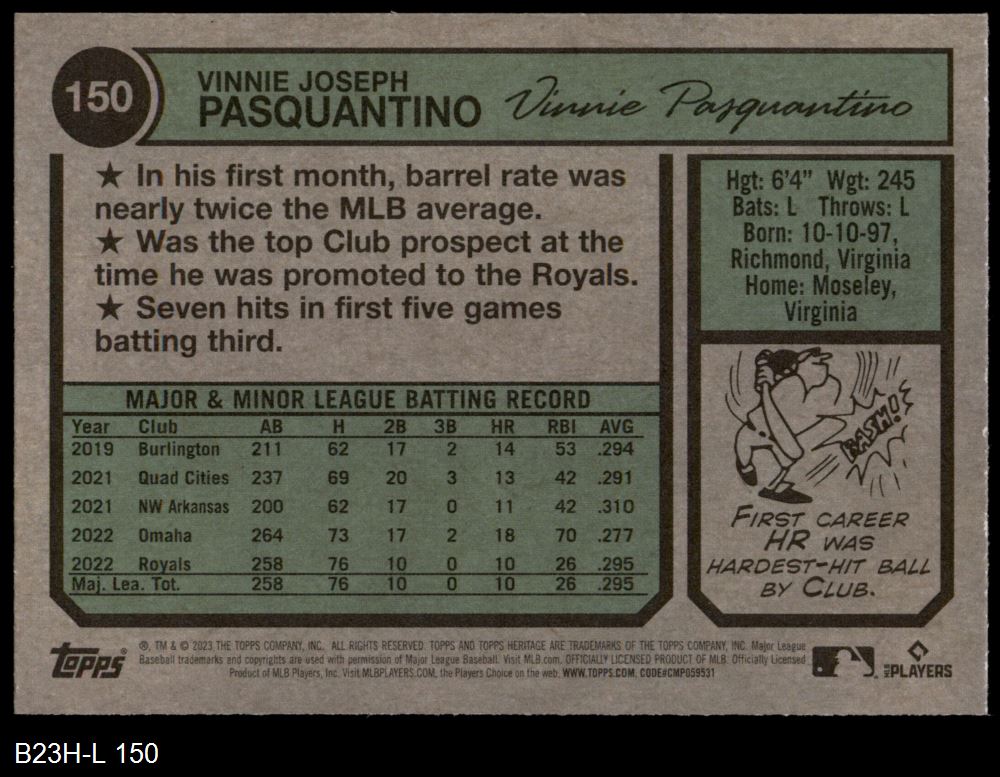 150
VINNIE JOSEPH
PASQUANTINO
Vinnie Pasquantino
★ In his first month, barrel rate was
nearly twice the MLB average.
★ Was the top Club prospect at the
time he was promoted to the Royals.
★ Seven hits in first five games
batting third.
Hgt: 6'4" Wgt: 245
Bats: L Throws: L
Born: 10-10-97,
Richmond, Virginia
Home: Moseley,
Virginia
MAJOR & MINOR LEAGUE BATTING RECORD
Year Club AB H 2B 3B HR RBI AVG
2019 Burlington 211 62 17 2 14 53 .294
2021 Quad Cities 237 69 20 3 13 42 .291
2021 NW Arkansas 200 62 17 0 11 42 .310
2022 Omaha 264 73 17 2 18 70 .277
2022 Royals 258 76 10 0 10 26 .295
Maj. Lea. Tot. 258 76 10 0 10 26 .295
BASH!
FIRST CAREER
HR WAS
HARDEST-HIT BALL
BY CLUB.
topps
®, TM & © 2023 THE TOPPS COMPANY, INC. ALL RIGHTS RESERVED. TOPPS AND TOPPS HERITAGE ARE TRADEMARKS OF THE TOPPS COMPANY, INC. Major League
Baseball trademarks and copyrights are used with permission of Major League Baseball. Visit MLB.com. OFFICIALLY LICENSED PRODUCT OF MLB. Officially Licensed
Product of MLB Players, Inc. Visit MLBPLAYERS.COM, the Players Choice on the web. WWW.TOPPS.COM. CODE#CMP059531
MLB PLAYERS
B23H-L 150